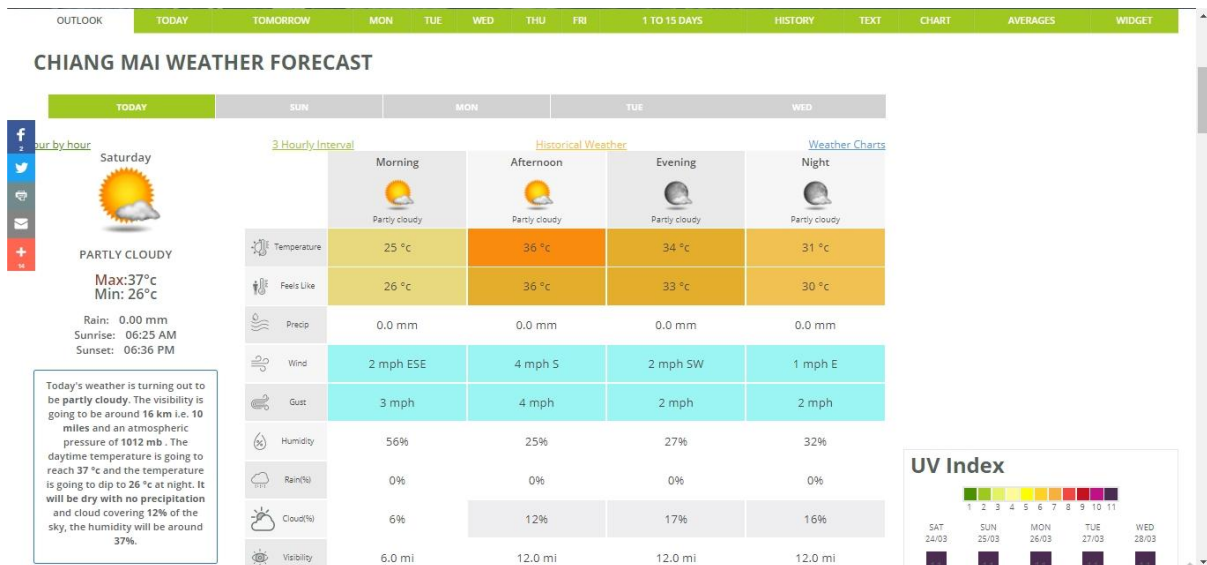 OUTLOOK TODAY TOMORROW MON TUE WED THU FRI 1 TO 15 DAYS HISTORY TEXT CHART AVERAGES WIDGET
CHIANG MAI WEATHER FORECAST
TODAY SUN MON TUE WED
our by hour 3 Hourly Interval Historical Weather Weather Charts
2
Saturday
PARTLY CLOUDY
Max:37°c
Min: 26°c
Rain: 0.00 mm
Sunrise: 06:25 AM
Sunset: 06:36 PM
Today's weather is turning out to
be partly cloudy. The visibility is
going to be around 16 km i.e. 10
miles and an atmospheric
pressure of 1012 mb . The
daytime temperature is going to
reach 37 °c and the temperature
is going to dip to 26 °c at night. It
will be dry with no precipitation
and cloud covering 12% of the
sky, the humidity will be around
37%.
Morning Afternoon Evening Night
Partly cloudy Partly cloudy Partly cloudy Partly cloudy
Temperature 25 °c 36 °c 34 °c 31 °c
Feels Like 26 °c 36 °c 33 °c 30 °c
Precip 0.0 mm 0.0 mm 0.0 mm 0.0 mm
Wind 2 mph ESE 4 mph S 2 mph SW 1 mph E
Gust 3 mph 4 mph 2 mph 2 mph
Humidity 56% 25% 27% 32%
Rain(%) 0% 0% 0% 0%
Cloud(%) 6% 12% 17% 16%
Visibility 6.0 mi 12.0 mi 12.0 mi 12.0 mi
UV Index
1 2 3 4 5 6 7 8 9 10 11
SAT SUN MON TUE WED
24/03 25/03 26/03 27/03 28/03